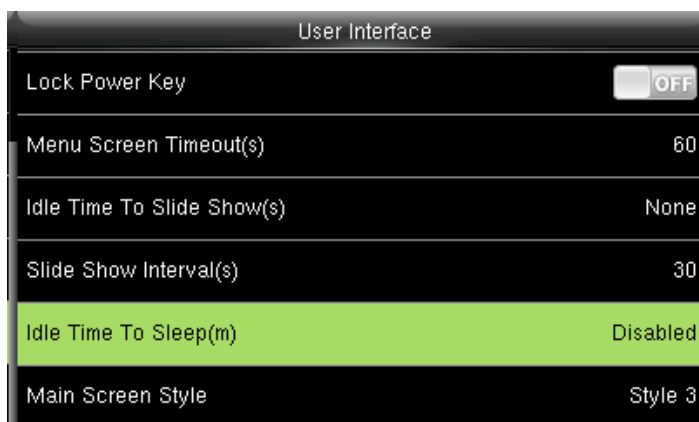 User Interface
Lock Power Key OFF
Menu Screen Timeout(s) 60
Idle Time To Slide Show(s) None
Slide Show Interval(s) 30
Idle Time To Sleep(m) Disabled
Main Screen Style Style 3